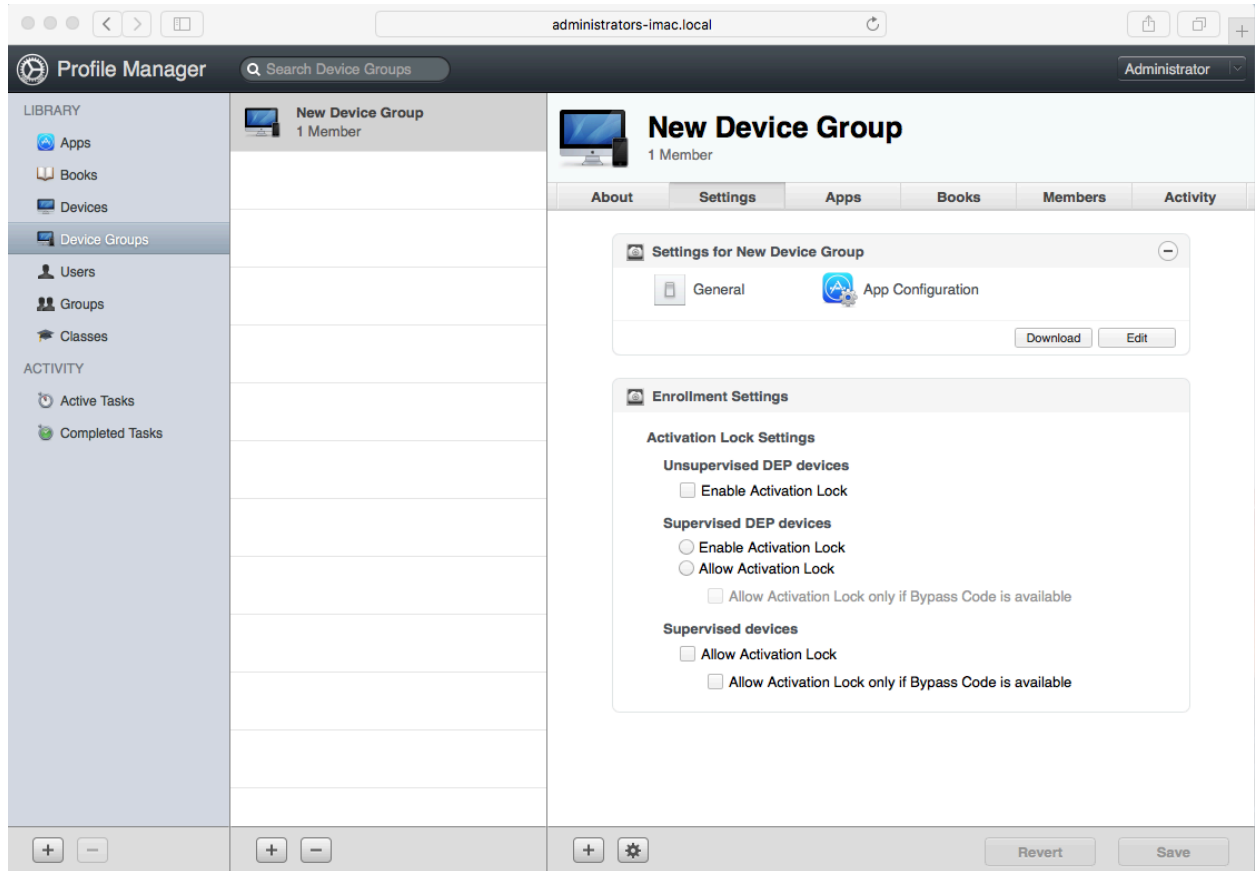 administrators-imac.local
Profile Manager
Search Device Groups
Administrator
LIBRARY
Apps
Books
Devices
Device Groups
Users
Groups
Classes
ACTIVITY
Active Tasks
Completed Tasks
New Device Group
1 Member
New Device Group
1 Member
About Settings Apps Books Members Activity
Settings for New Device Group
General App Configuration
Download Edit
Enrollment Settings
Activation Lock Settings
Unsupervised DEP devices
Enable Activation Lock
Supervised DEP devices
Enable Activation Lock
Allow Activation Lock
Allow Activation Lock only if Bypass Code is available
Supervised devices
Allow Activation Lock
Allow Activation Lock only if Bypass Code is available
Revert Save